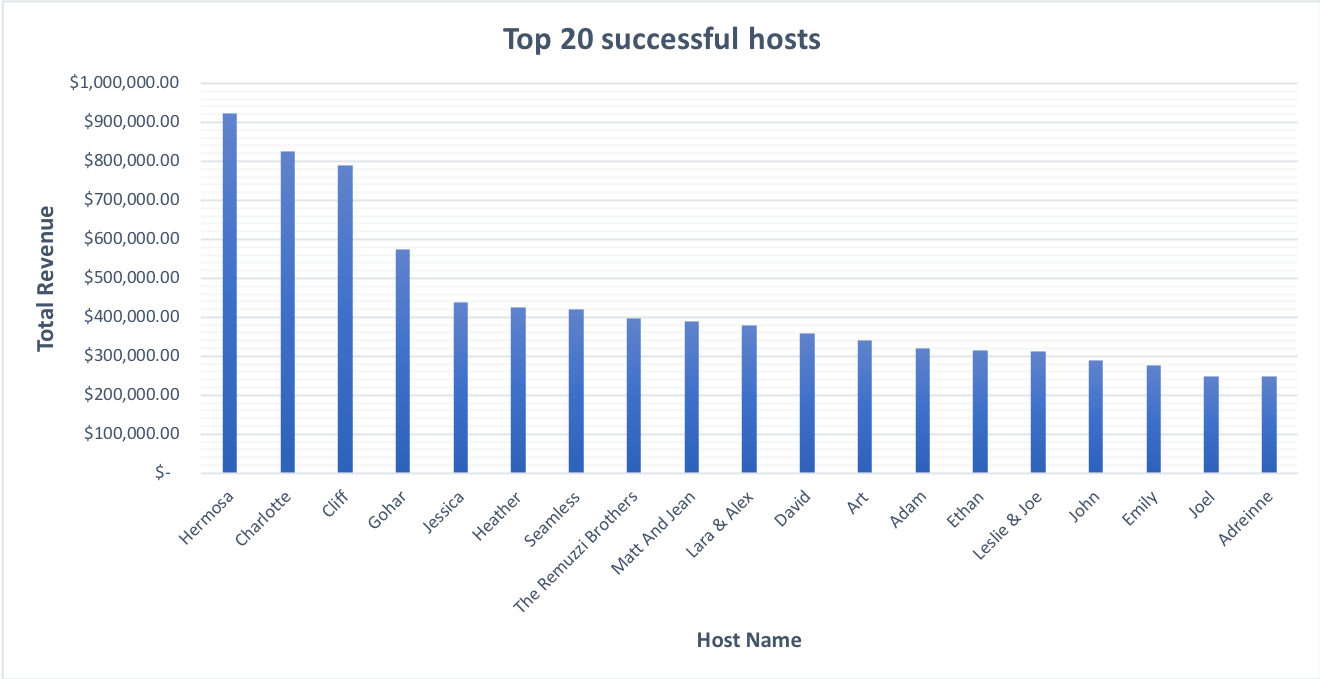 Top 20 successful hosts
$1,000,000.00
$900,000.00
$800,000.00
$700,000.00
$600,000.00
$500,000.00
$400,000.00
$300,000.00
$200,000.00
$100,000.00
$-
Total Revenue
Hermosa
Charlotte
Cliff
Gohar
Jessica
Heather
Seamless
The Remuzzi Brothers
Matt And Jean
Lara & Alex
David
Art
Adam
Ethan
Leslie & Joe
John
Emily
Joel
Adreinne
Host Name